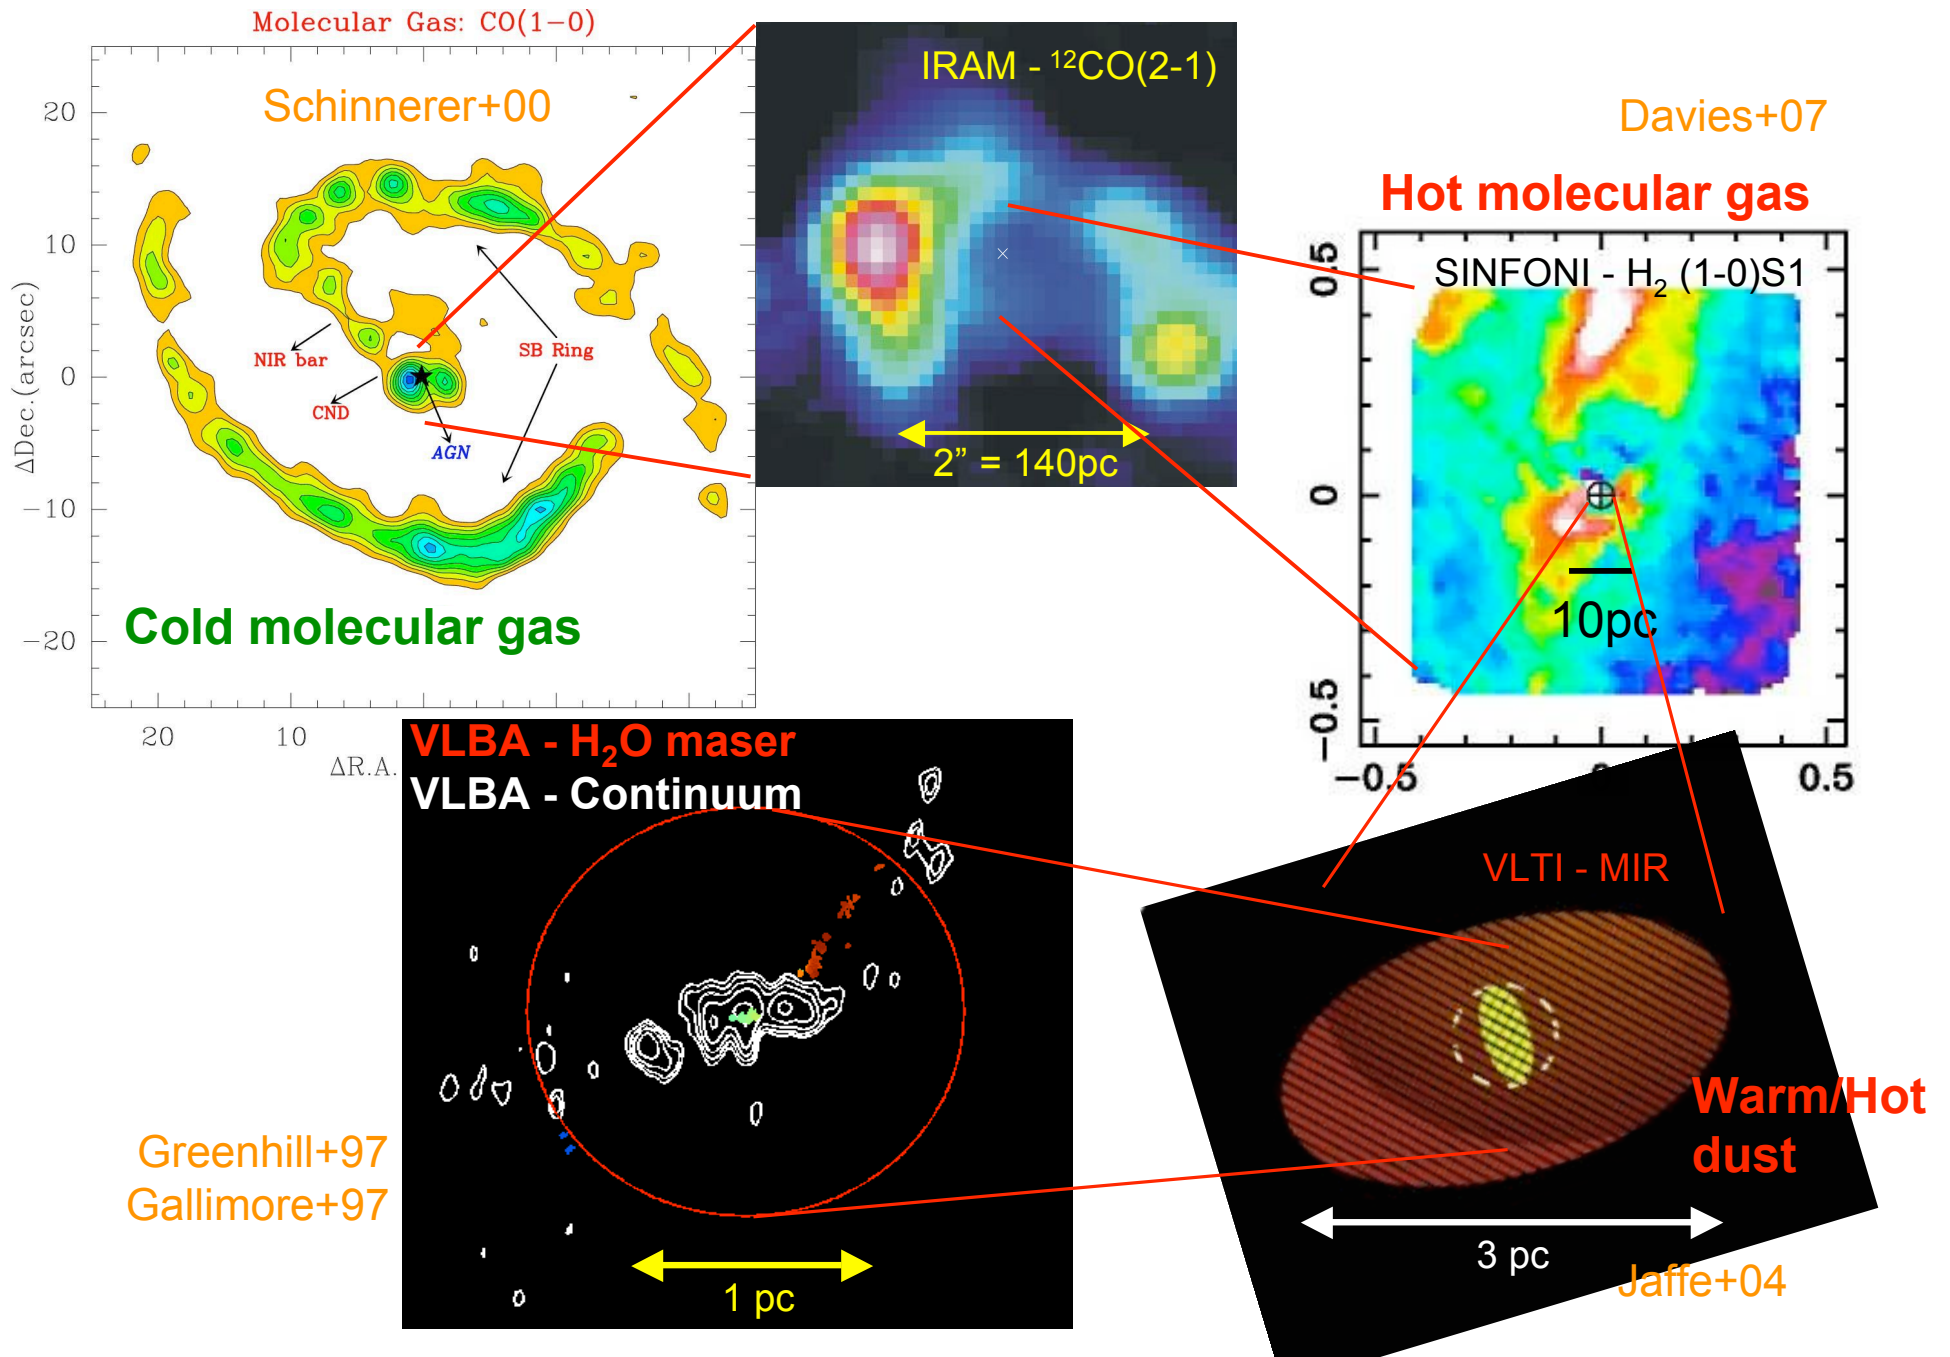 Molecular Gas: CO(1−0)
Schinnerer+00
20
10
0
−10
−20
ΔDec.(arcsec)
NIR bar
CND
SB Ring
AGN
Cold molecular gas
20
10
ΔR.A.
IRAM - ¹²CO(2-1)
2” = 140pc
Davies+07
Hot molecular gas
SINFONI - H₂ (1-0)S1
0.5
0
−0.5
10pc
−0.5
0.5
VLBA - H₂O maser
VLBA - Continuum
Greenhill+97
Gallimore+97
1 pc
VLTI - MIR
Warm/Hot
dust
3 pc
Jaffe+04